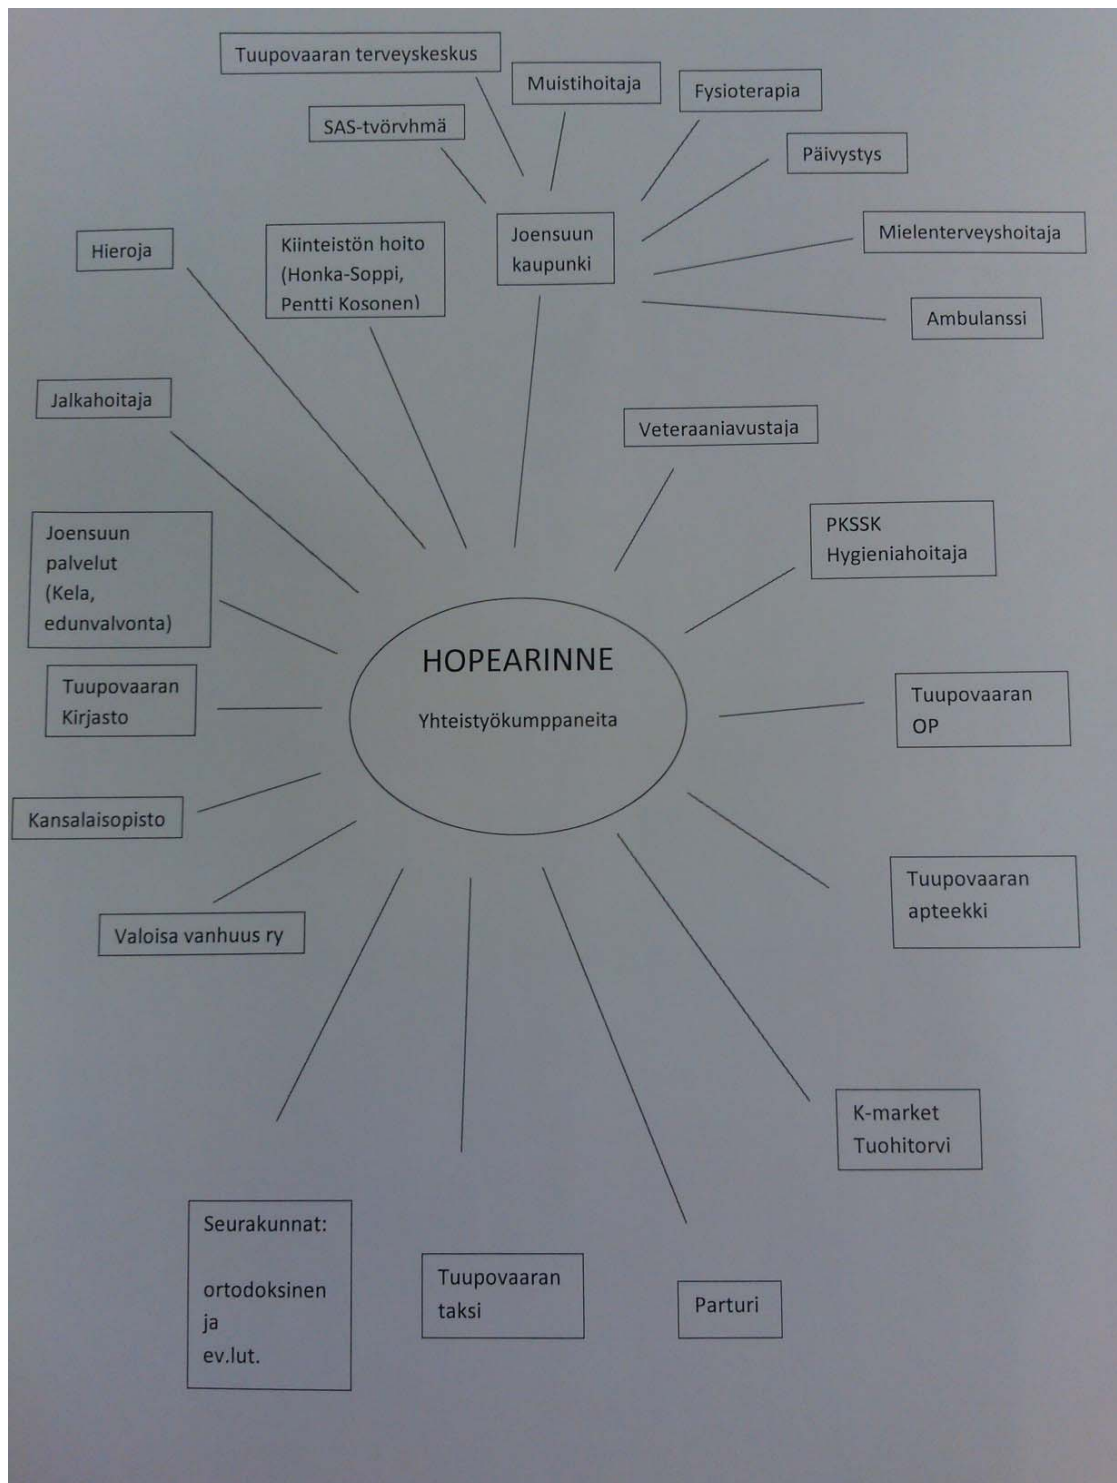 Tuupovaaran terveyskeskus
Muistihoitaja
Fysioterapia
SAS-tvörvhmä
Päivystys
Hieroja
Kiinteistön hoito
(Honka-Soppi,
Pentti Kosonen)
Joensuun
kaupunki
Mielenterveyshoitaja
Ambulanssi
Jalkahoitaja
Veteraaniavustaja
Joensuun
palvelut
(Kela,
edunvalvonta)
PKSSK
Hygieniahoitaja
HOPEARINNE
Yhteistyökumppaneita
Tuupovaaran
Kirjasto
Tuupovaaran
OP
Kansalaisopisto
Tuupovaaran
apteekki
Valoisa vanhuus ry
K-market
Tuohitorvi
Seurakunnat:
ortodoksinen
ja
ev.lut.
Tuupovaaran
taksi
Parturi